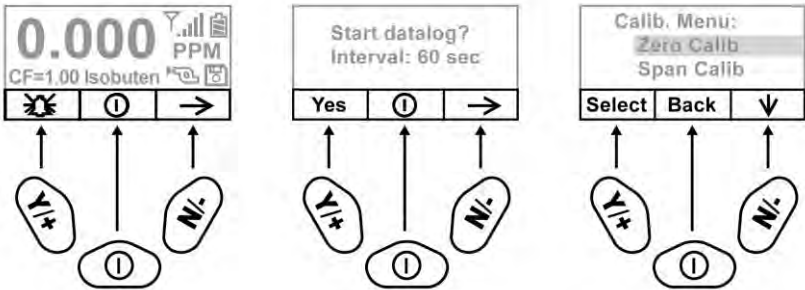 0.000
PPM
CF=1.00 Isobuten
Y/+
N/-
Start datalog?
Interval: 60 sec
Yes
Y/+
N/-
Calib. Menu:
Zero Calib
Span Calib
Select Back
Y/+
N/-